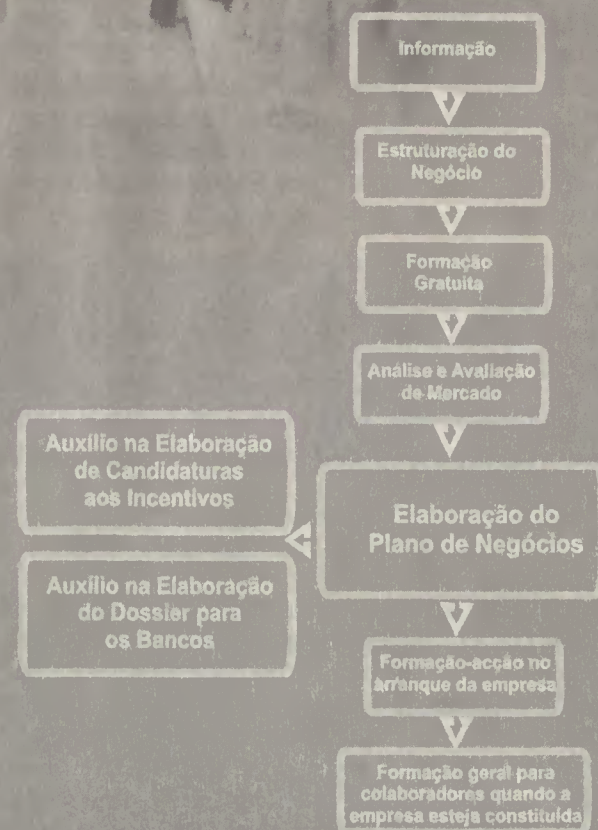 Informação
Estruturação do
Negócio
Formação
Gratuita
Análise e Avaliação
de Mercado
Auxílio na Elaboração
de Candidaturas
aos Incentivos
Elaboração do
Plano de Negócios
Auxílio na Elaboração
do Dossier para
os Bancos
Formação-acção no
arranque da empresa
Formação geral para
colaboradores quando a
empresa esteja constituída